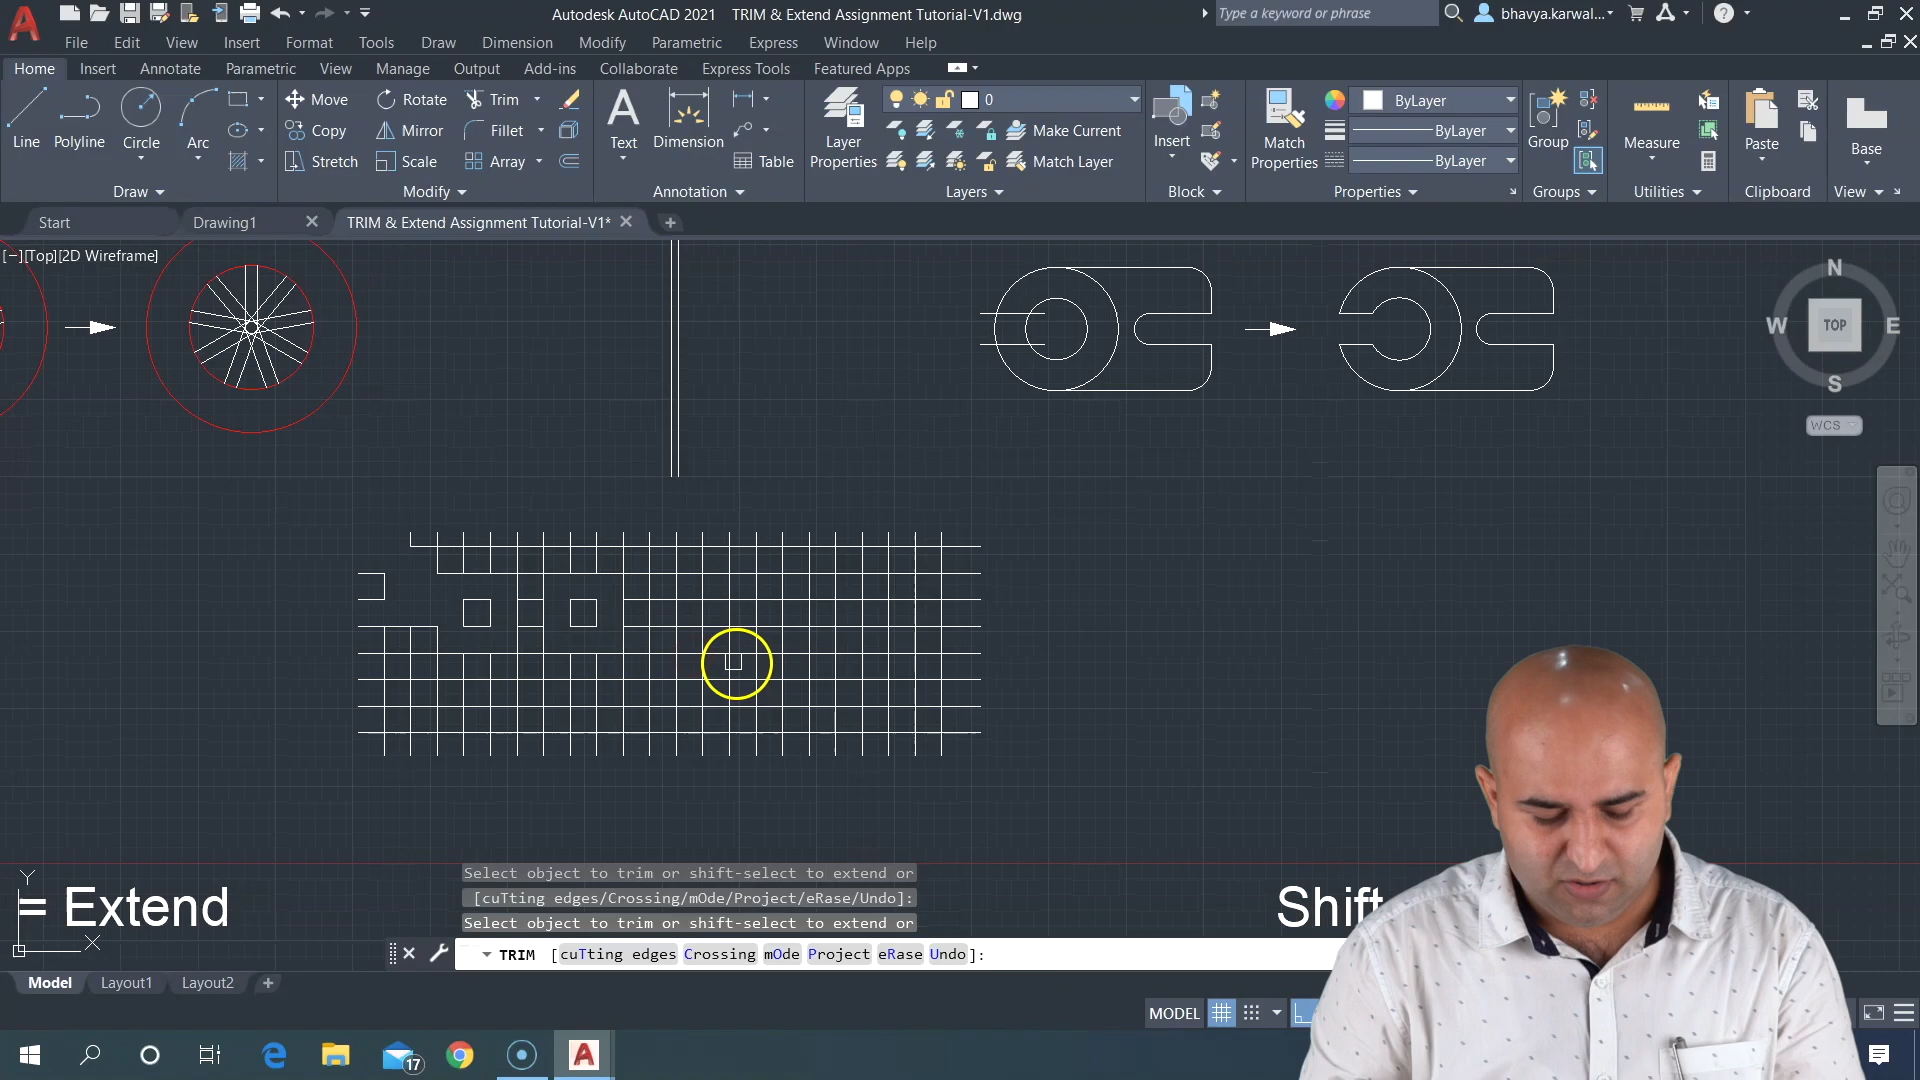 Autodesk AutoCAD 2021 TRIM & Extend Assignment Tutorial-V1.dwg
Type a keyword or phrase
bhavya.karwal...
File Edit View Insert Format Tools Draw Dimension Modify Parametric Express Window Help
Home Insert Annotate Parametric View Manage Output Add-ins Collaborate Express Tools Featured Apps
Line Polyline Circle Arc
Move Rotate Trim
Copy Mirror Fillet
Stretch Scale Array
Text Dimension Table
Layer Properties
0
Make Current
Match Layer
Insert
Match Properties
ByLayer
ByLayer
ByLayer
Group
Measure
Paste
Base
Draw Modify Annotation Layers Block Properties Groups Utilities Clipboard View
Start Drawing1 TRIM & Extend Assignment Tutorial-V1*
[−][Top][2D Wireframe]
N
W TOP E
S
WCS
Select object to trim or shift-select to extend or
[cuTting edges/Crossing/mOde/Project/eRase/Undo]:
Select object to trim or shift-select to extend or
TRIM [cuTting edges Crossing mOde Project eRase Undo]:
Y
X
= Extend
Shift
Model Layout1 Layout2
MODEL
17